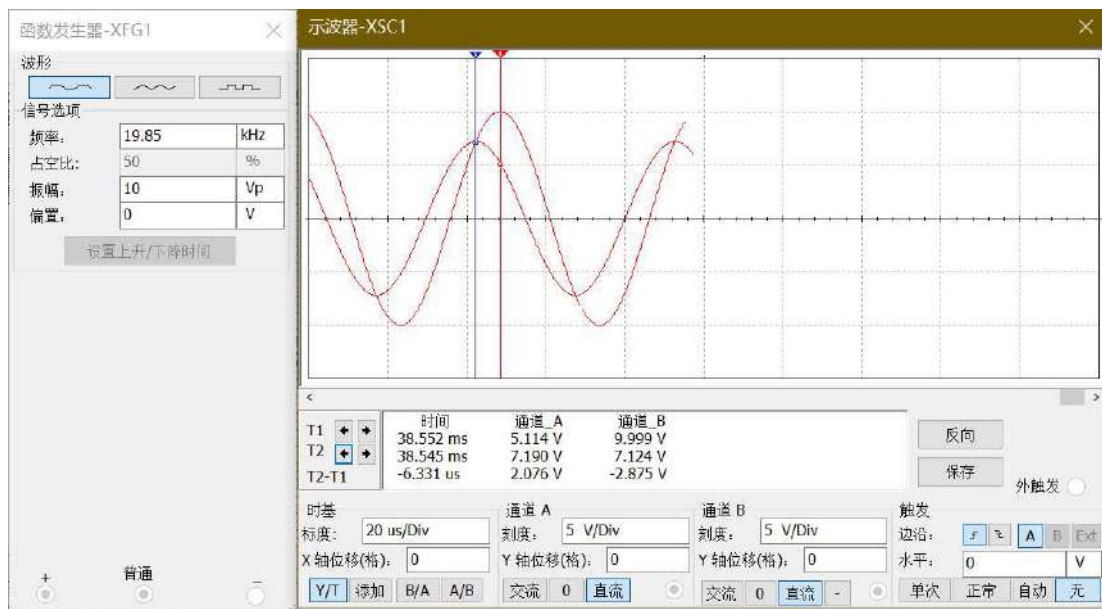 函数发生器-XFG1
波形
信号选项
频率: 19.85 kHz
占空比: 50 %
振幅: 10 Vp
偏置: 0 V
设置上升/下降时间
+ 普通 −
示波器-XSC1
时间 通道_A 通道_B
T1 38.552 ms 5.114 V 9.999 V
T2 38.545 ms 7.190 V 7.124 V
T2-T1 -6.331 us 2.076 V -2.875 V
反向
保存
外触发
时基
标度: 20 us/Div
X 轴位移(格): 0
Y/T 添加 B/A A/B
通道 A
刻度: 5 V/Div
Y 轴位移(格): 0
交流 0 直流
通道 B
刻度: 5 V/Div
Y 轴位移(格): 0
交流 0 直流 -
触发
边沿: A B Ext
水平: 0 V
单次 正常 自动 无